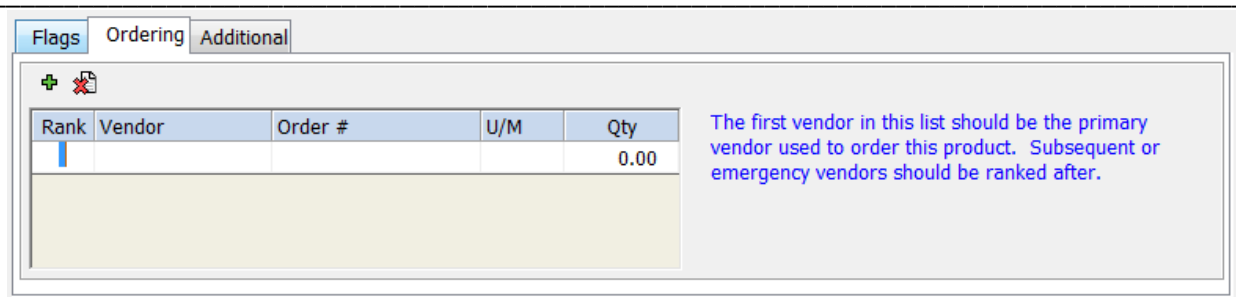 Flags Ordering Additional
Rank Vendor Order # U/M Qty
0.00
The first vendor in this list should be the primary
vendor used to order this product. Subsequent or
emergency vendors should be ranked after.